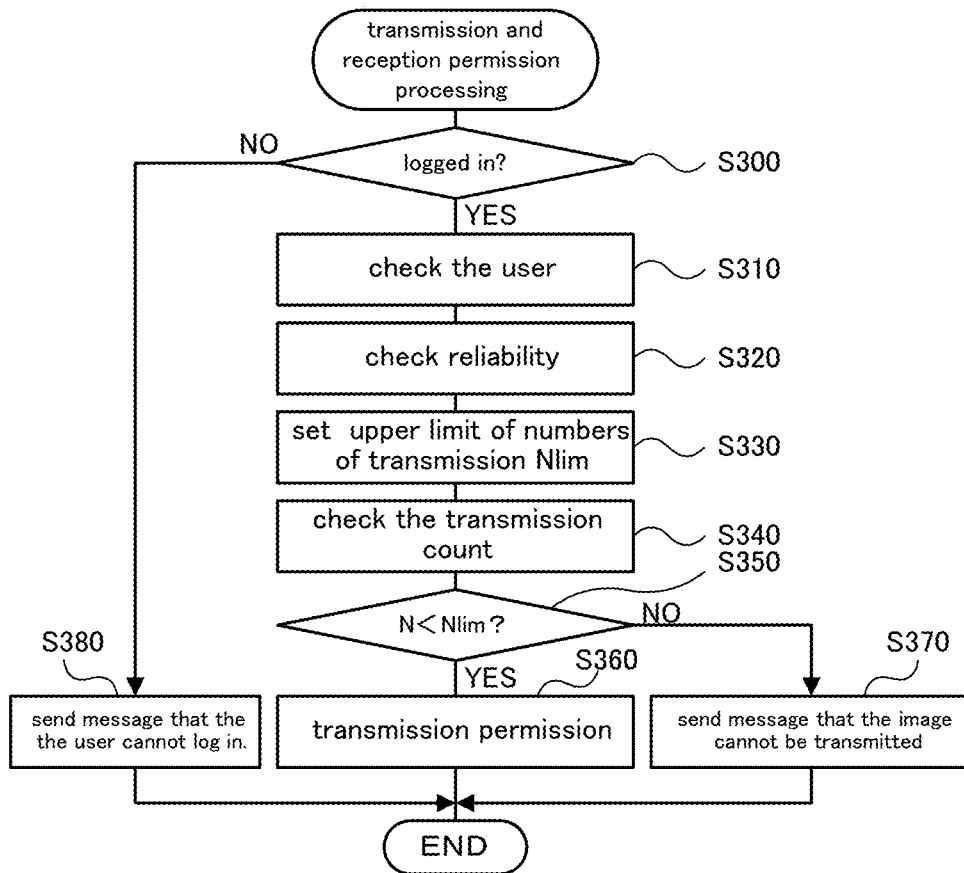 transmission and
reception permission
processing
NO
logged in?
S300
YES
check the user
S310
check reliability
S320
set upper limit of numbers
of transmission Nlim
S330
check the transmission
count
S340
S350
N<Nlim?
NO
S380
YES
S360
S370
send message that the
the user cannot log in.
transmission permission
send message that the image
cannot be transmitted
END